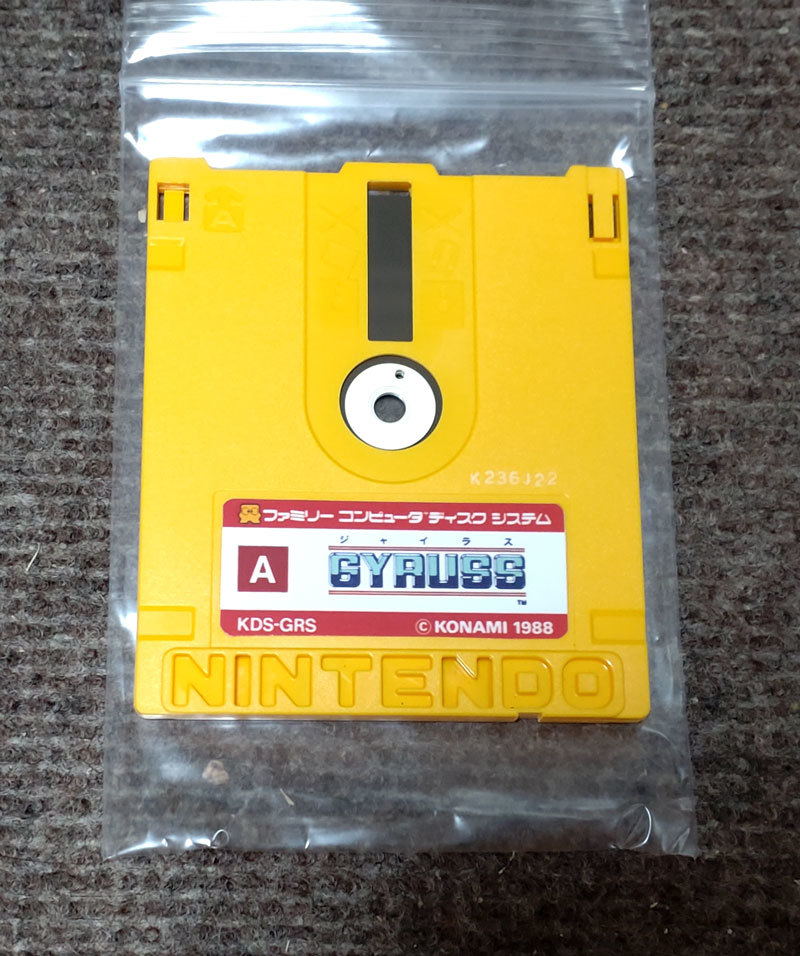 K236J22
ファミリー コンピュータ ディスク システム
A
ジャイラス
GYRUSS
TM
KDS-GRS
© KONAMI 1988
NINTENDO